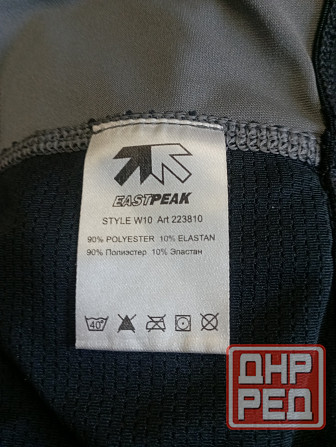 EASTPEAK
STYLE W10 Art 223810
90% POLYESTER 10% ELASTAN
90% Полиэстер 10% Эластан
40°
ДНР
РЕД